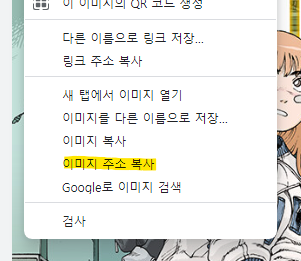 이 이미지의 QR 코드 생성
다른 이름으로 링크 저장...
링크 주소 복사
새 탭에서 이미지 열기
이미지를 다른 이름으로 저장...
이미지 복사
이미지 주소 복사
Google로 이미지 검색
검사